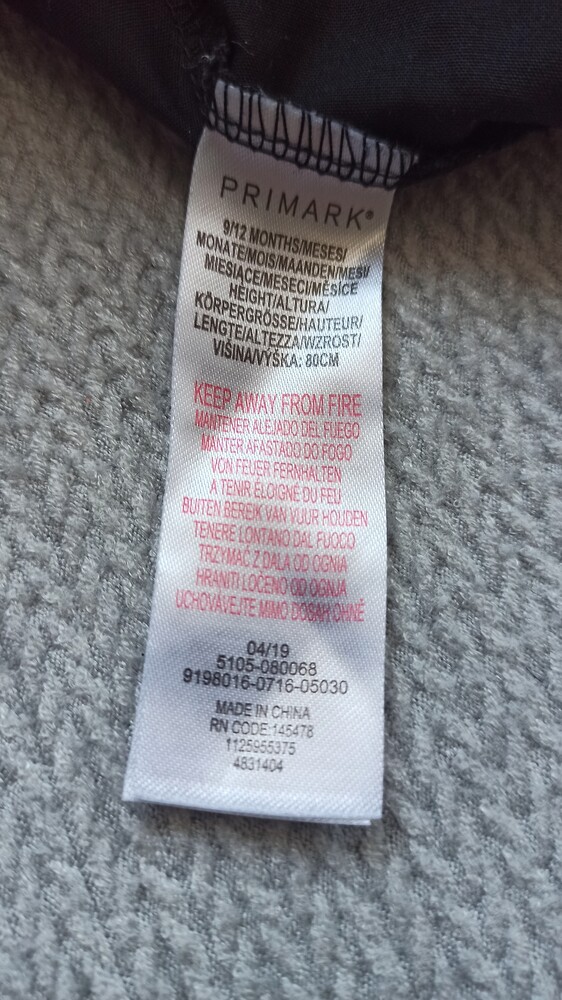 PRIMARK®
9/12 MONTHS/MESES/
MONATE/MOIS/MAANDEN/MESI/
MIESIĄCE/MESECI/MĚSÍCE
HEIGHT/ALTURA/
KÖRPERGRÖSSE/HAUTEUR/
LENGTE/ALTEZZA/WZROST/
VIŠINA/VÝŠKA: 80CM
KEEP AWAY FROM FIRE
MANTENER ALEJADO DEL FUEGO
MANTER AFASTADO DO FOGO
VON FEUER FERNHALTEN
A TENIR ÉLOIGNÉ DU FEU
BUITEN BEREIK VAN VUUR HOUDEN
TENERE LONTANO DAL FUOCO
TRZYMAĆ Z DALA OD OGNIA
HRANITI LOČENO OD OGNJA
UCHOVÁVEJTE MIMO DOSAH OHNĚ
04/19
5105-080068
9198016-0716-05030
MADE IN CHINA
RN CODE:145478
1125955375
4831404